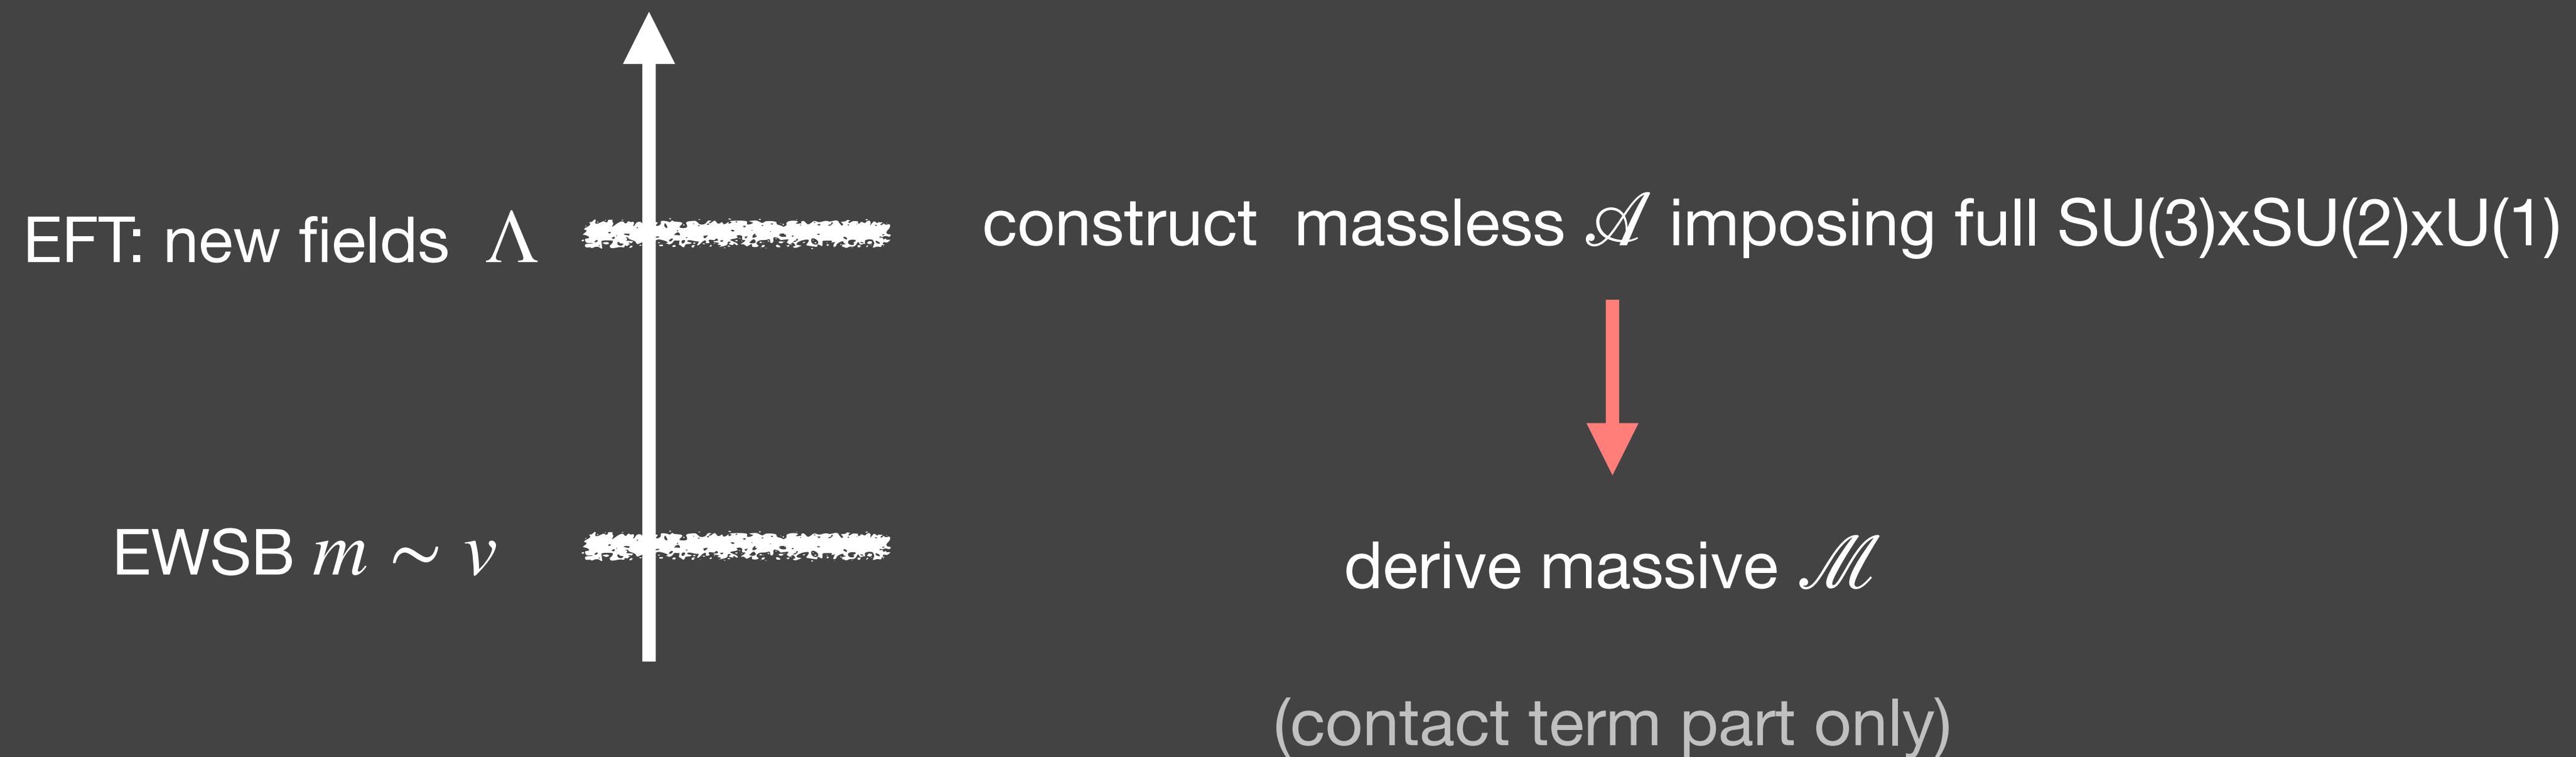 construct massless 𝒜 imposing full SU(3)xSU(2)xU(1)
EFT: new fields Λ
EWSB m ∼ v
derive massive ℳ
(contact term part only)